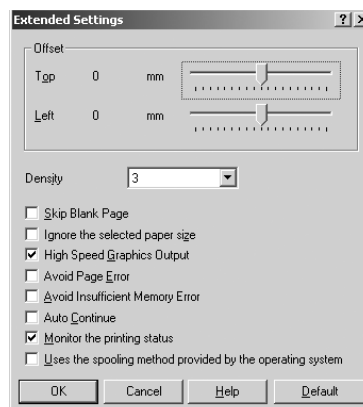 Extended Settings
Offset
Top 0 mm
Left 0 mm
Density 3
Skip Blank Page
Ignore the selected paper size
High Speed Graphics Output
Avoid Page Error
Avoid Insufficient Memory Error
Auto Continue
Monitor the printing status
Uses the spooling method provided by the operating system
OK Cancel Help Default